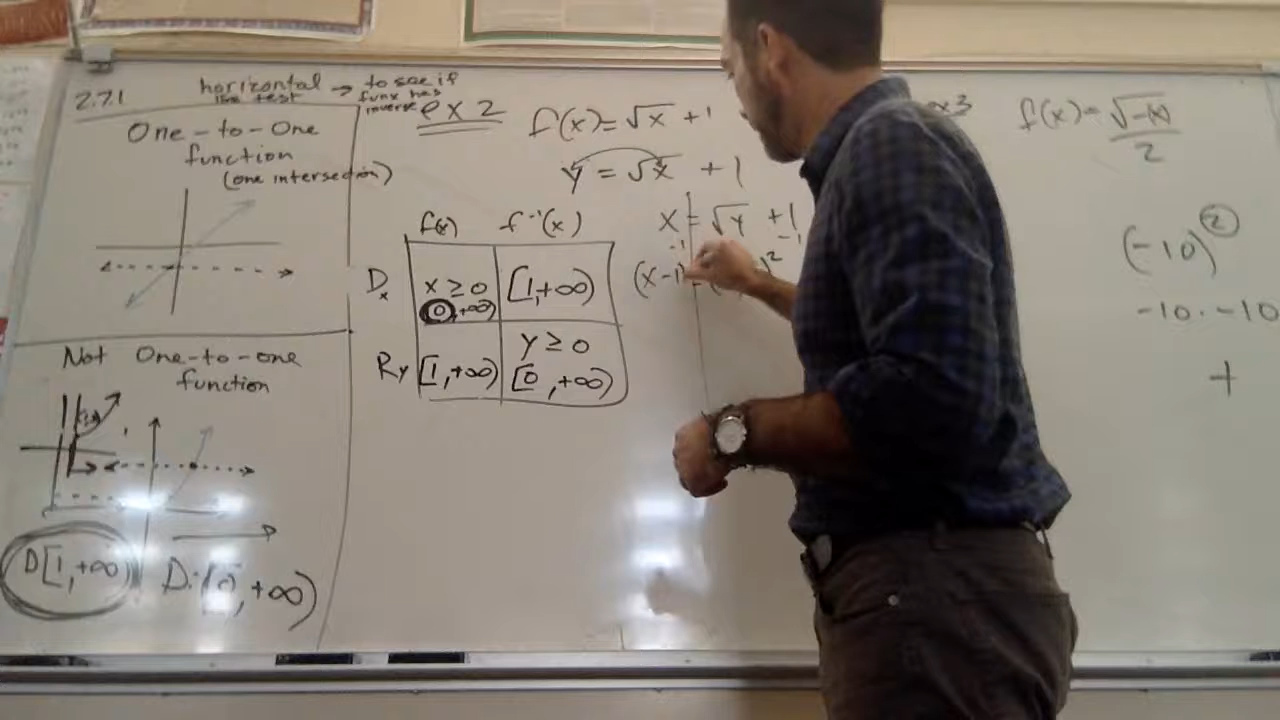 2.7.1
horizontal → to see if
line test funx has
inverse
One-to-One
function
(one intersection)
Not One-to-one
function
D[1,+∞)
D:(0,+∞)
ex 2 f(x)=√x +1
y = √x + 1
x = √y + 1
-1 -1
(x-1)
²
f(x) f⁻¹(x)
Dx x ≥ 0 [1,+∞)
0,+∞)
Ry [1,+∞) y ≥ 0
[0,+∞)
x3 f(x)=
2
(-10)²
-10·-10
+